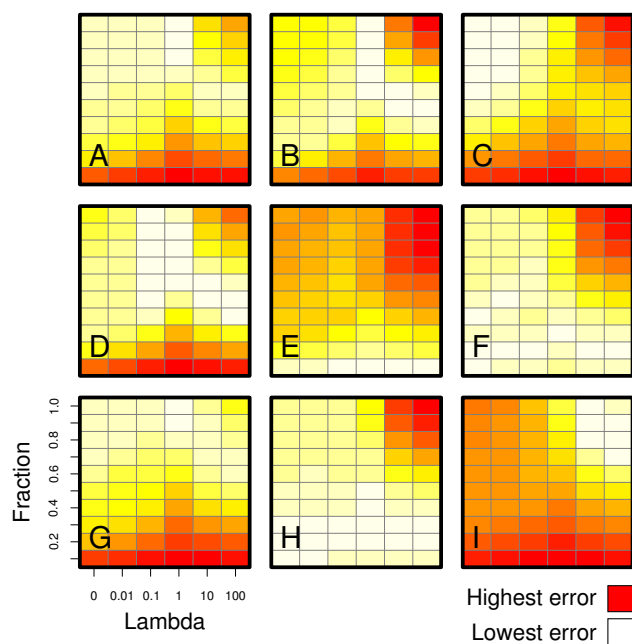 A
B
C
D
E
F
G
H
I
Fraction
1.0
0.8
0.6
0.4
0.2
0 0.01 0.1 1 10 100
Lambda
Highest error
Lowest error